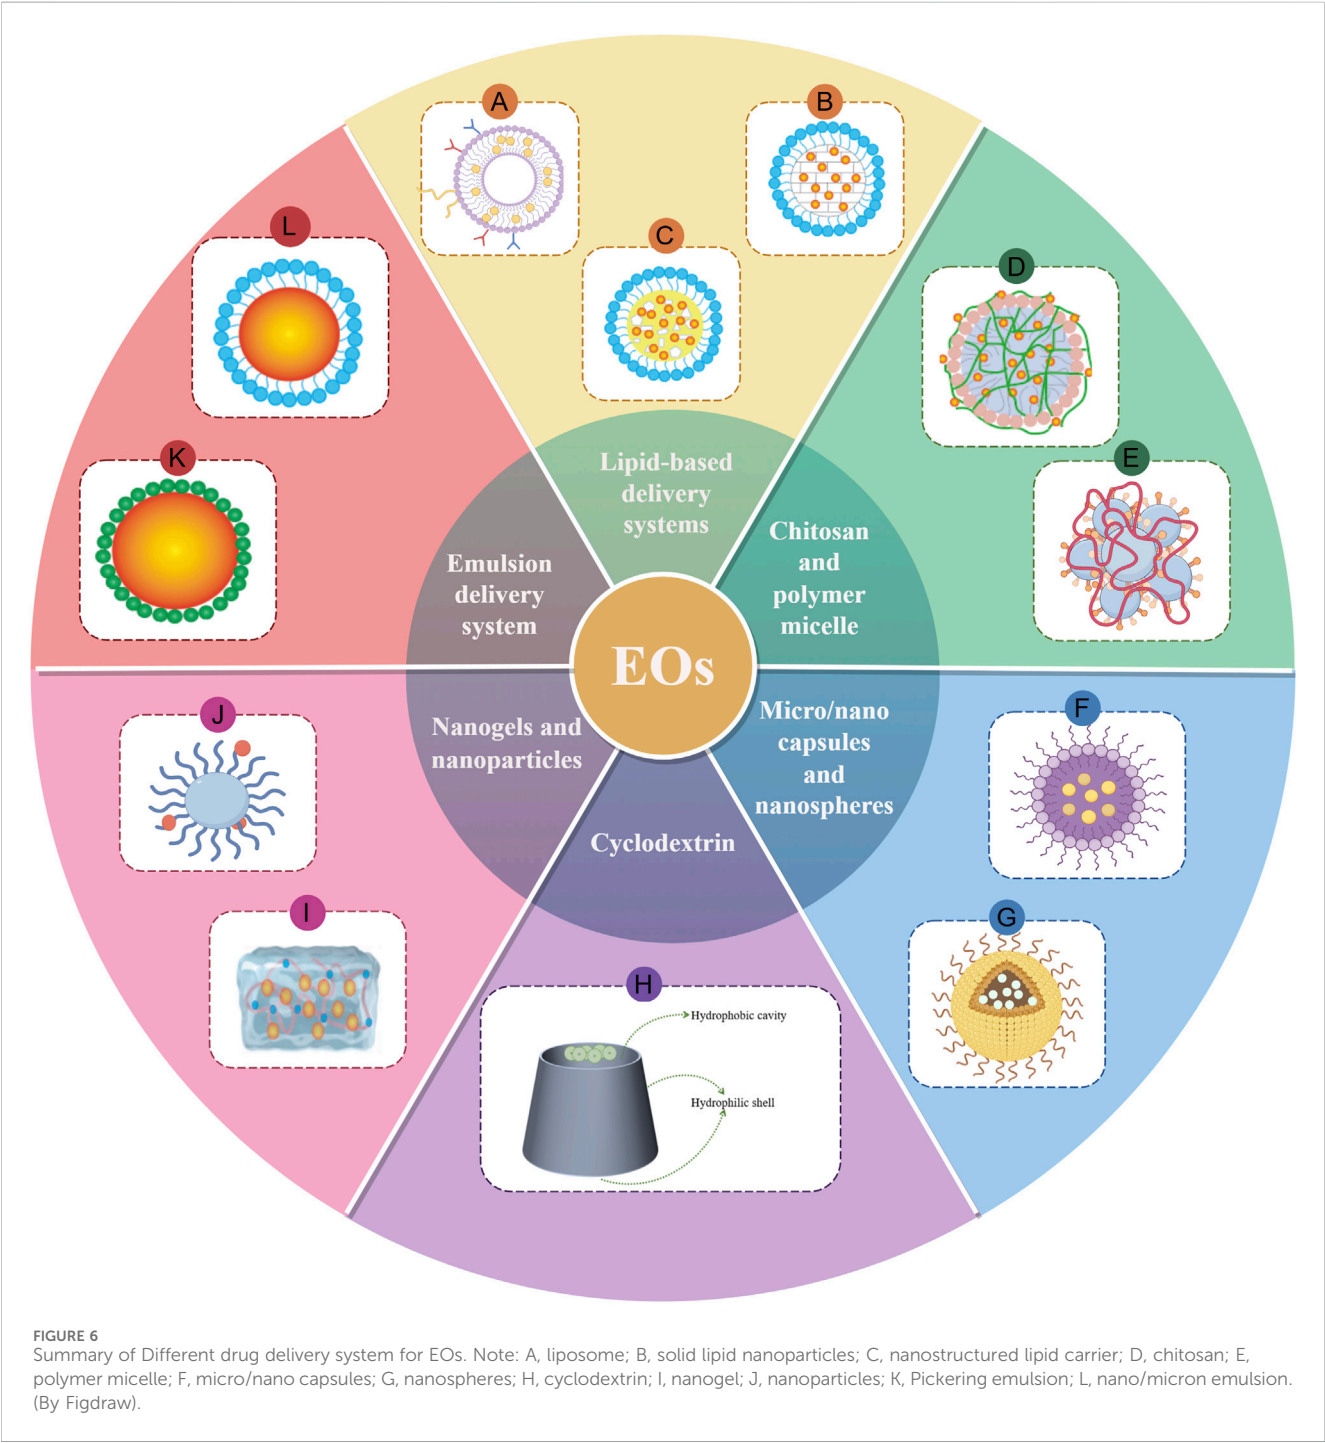 A
B
C
L
D
K
E
Lipid-based
delivery
systems
Chitosan
and
polymer
micelle
Emulsion
delivery
system
EOs
Nanogels and
nanoparticles
Micro/nano
capsules
and
nanospheres
Cyclodextrin
J
F
I
G
H
Hydrophobic cavity
Hydrophilic shell
FIGURE 6
Summary of Different drug delivery system for EOs. Note: A, liposome; B, solid lipid nanoparticles; C, nanostructured lipid carrier; D, chitosan; E,
polymer micelle; F, micro/nano capsules; G, nanospheres; H, cyclodextrin; I, nanogel; J, nanoparticles; K, Pickering emulsion; L, nano/micron emulsion.
(By Figdraw).